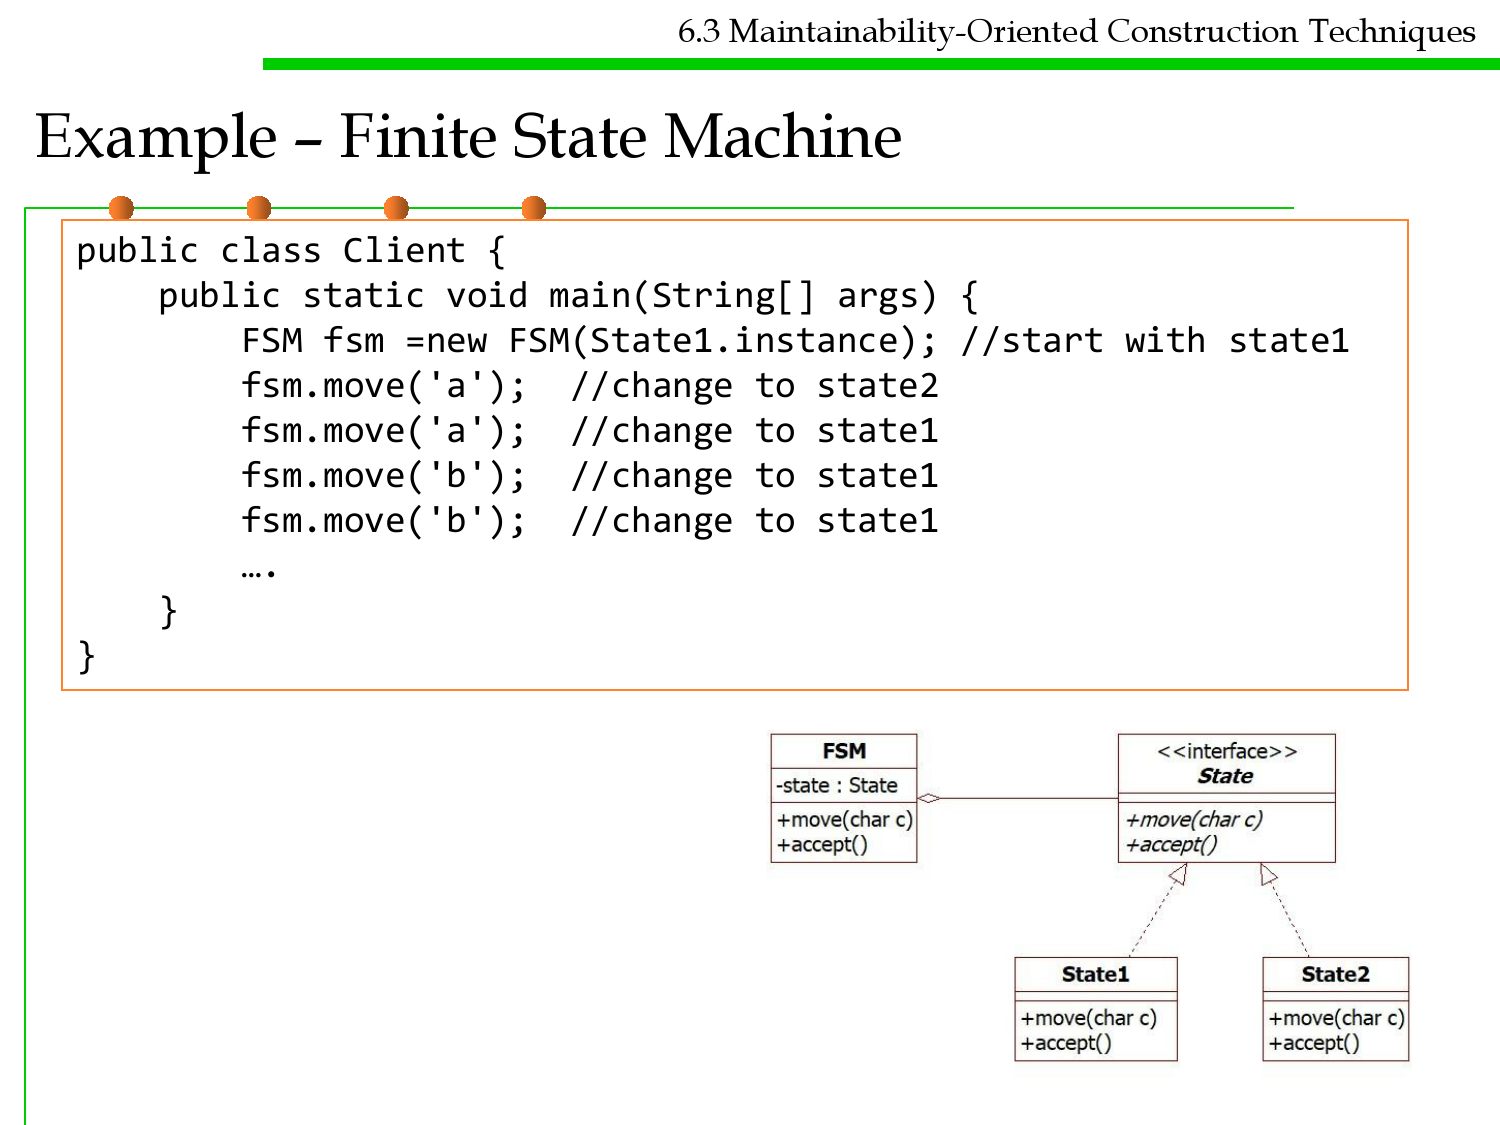 6.3 Maintainability-Oriented Construction Techniques
Example – Finite State Machine
public class Client {
    public static void main(String[] args) {
        FSM fsm =new FSM(State1.instance); //start with state1
        fsm.move('a');  //change to state2
        fsm.move('a');  //change to state1
        fsm.move('b');  //change to state1
        fsm.move('b');  //change to state1
        ….
    }
}
FSM
-state : State
+move(char c)
+accept()
<<interface>>
State
+move(char c)
+accept()
State1
+move(char c)
+accept()
State2
+move(char c)
+accept()